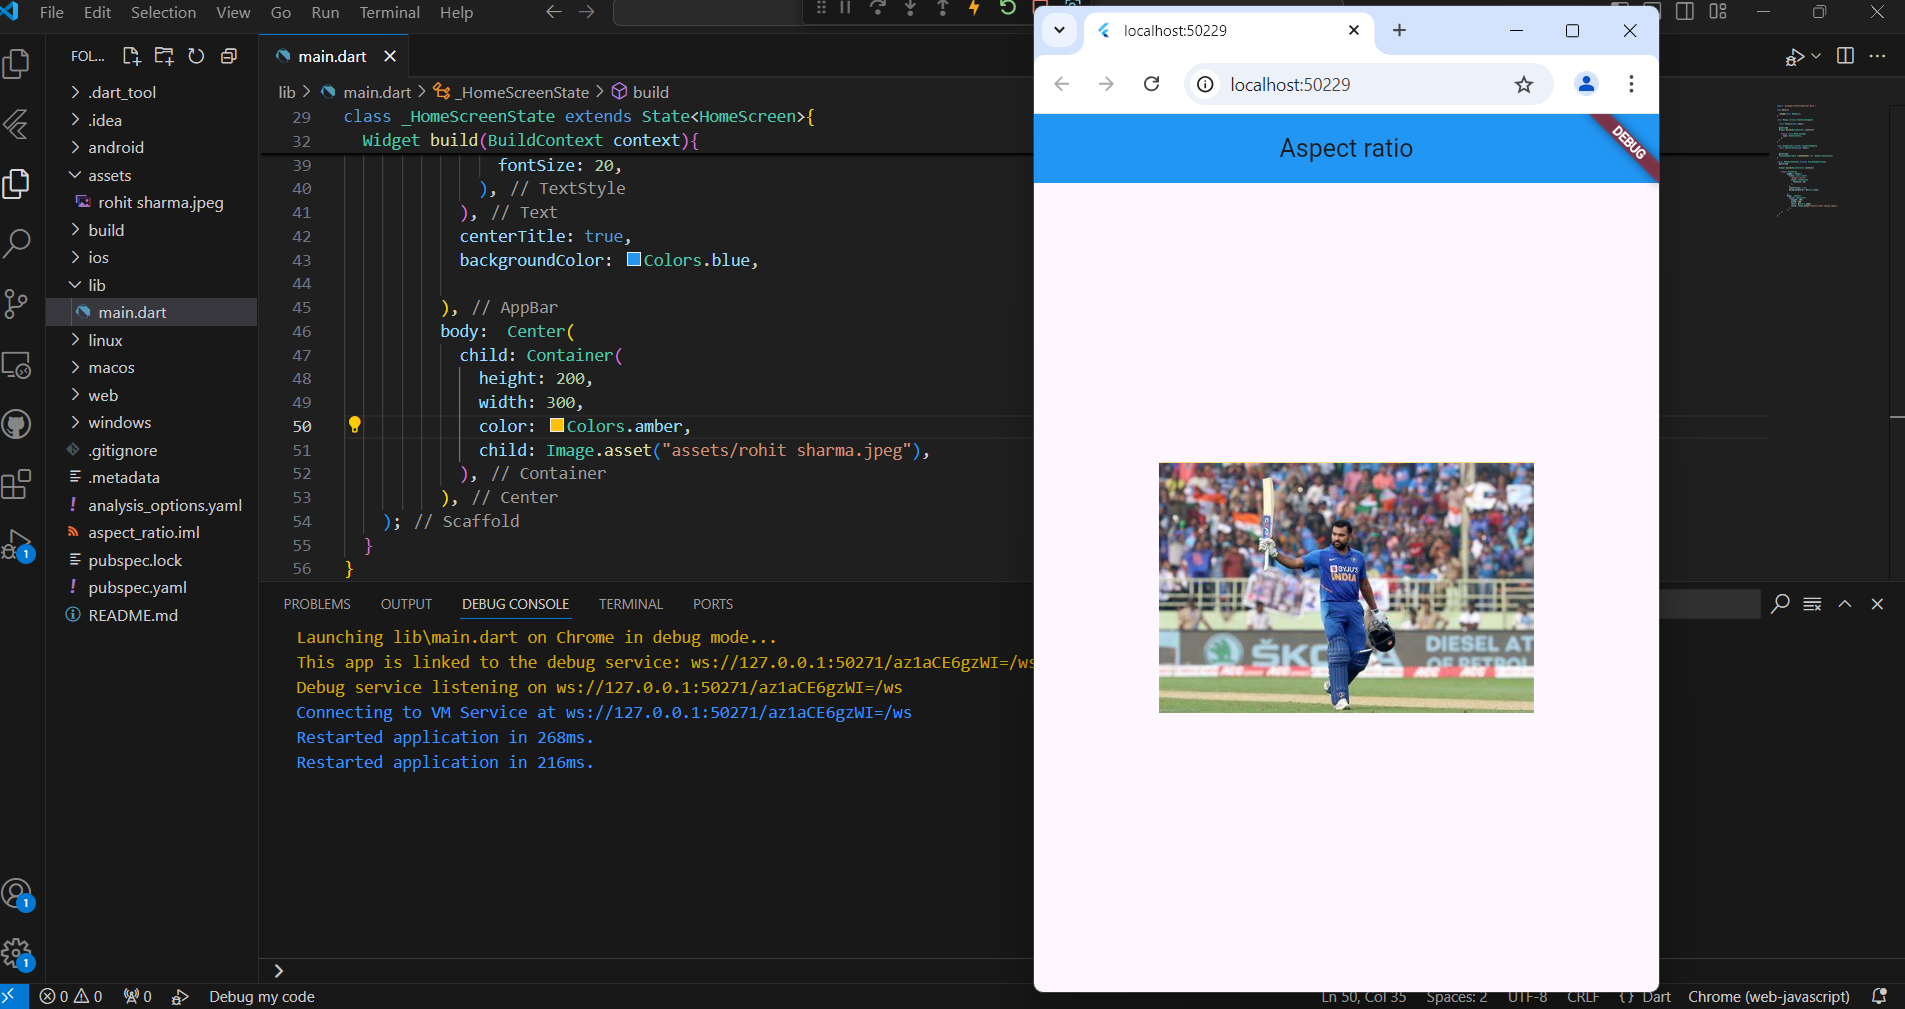 File Edit Selection View Go Run Terminal Help
FOL...
.dart_tool
.idea
android
assets
rohit sharma.jpeg
build
ios
lib
main.dart
linux
macos
web
windows
.gitignore
.metadata
analysis_options.yaml
aspect_ratio.iml
pubspec.lock
pubspec.yaml
README.md
1
1
1
main.dart
lib > main.dart > _HomeScreenState > build
29 class _HomeScreenState extends State<HomeScreen>{
32 Widget build(BuildContext context){
39 fontSize: 20,
40 ), // TextStyle
41 ), // Text
42 centerTitle: true,
43 backgroundColor: Colors.blue,
44
45 ), // AppBar
46 body:  Center(
47 child: Container(
48 height: 200,
49 width: 300,
50 color: Colors.amber,
51 child: Image.asset("assets/rohit sharma.jpeg"),
52 ), // Container
53 ), // Center
54 ); // Scaffold
55 }
56 }
PROBLEMS OUTPUT DEBUG CONSOLE TERMINAL PORTS
Launching lib\main.dart on Chrome in debug mode...
This app is linked to the debug service: ws://127.0.0.1:50271/az1aCE6gzWI=/ws
Debug service listening on ws://127.0.0.1:50271/az1aCE6gzWI=/ws
Connecting to VM Service at ws://127.0.0.1:50271/az1aCE6gzWI=/ws
Restarted application in 268ms.
Restarted application in 216ms.
localhost:50229
localhost:50229
Aspect ratio
DEBUG
BYJU'S
INDIA
ŠKODA
DIESEL AT
OF PETROL
0 0 0 Debug my code
Ln 50, Col 35 Spaces: 2 UTF-8 CRLF {} Dart Chrome (web-javascript)